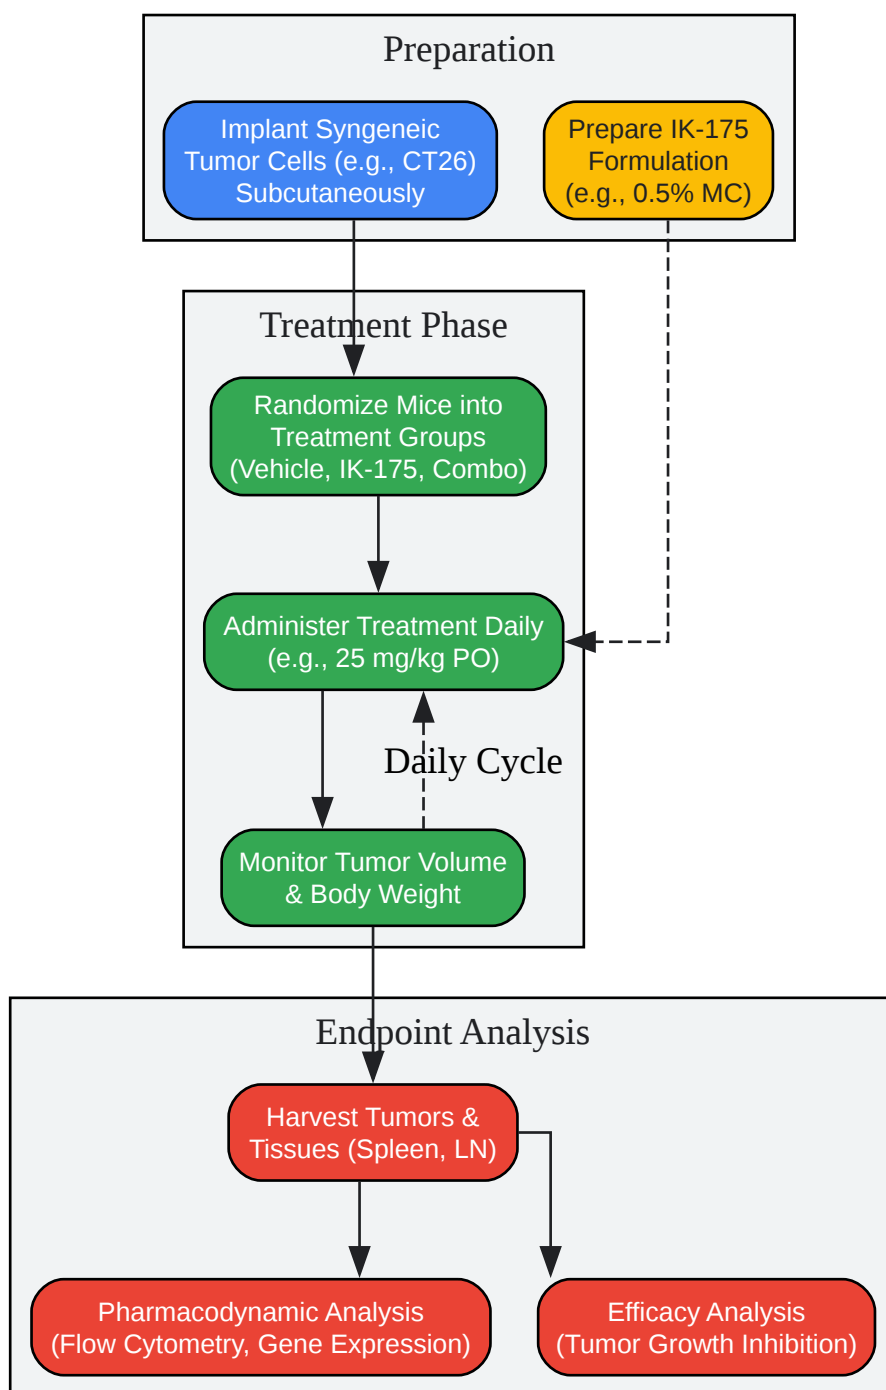 Preparation
Implant Syngeneic
Tumor Cells (e.g., CT26)
Subcutaneously
Prepare IK-175
Formulation
(e.g., 0.5% MC)
Treatment Phase
Randomize Mice into
Treatment Groups
(Vehicle, IK-175, Combo)
Administer Treatment Daily
(e.g., 25 mg/kg PO)
Daily Cycle
Monitor Tumor Volume
& Body Weight
Endpoint Analysis
Harvest Tumors &
Tissues (Spleen, LN)
Pharmacodynamic Analysis
(Flow Cytometry, Gene Expression)
Efficacy Analysis
(Tumor Growth Inhibition)